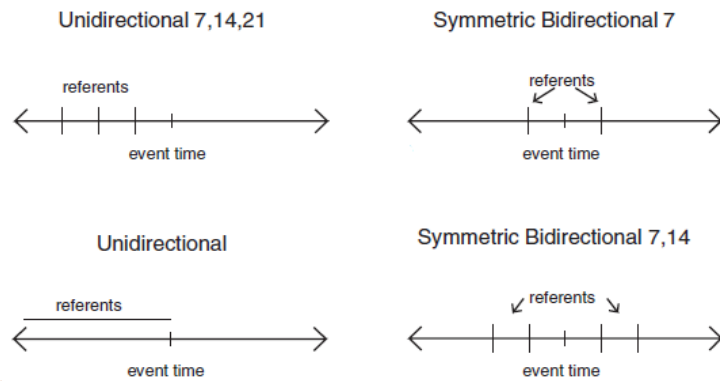 Unidirectional 7,14,21
referents
event time
Symmetric Bidirectional 7
referents
event time
Unidirectional
referents
event time
Symmetric Bidirectional 7,14
referents
event time